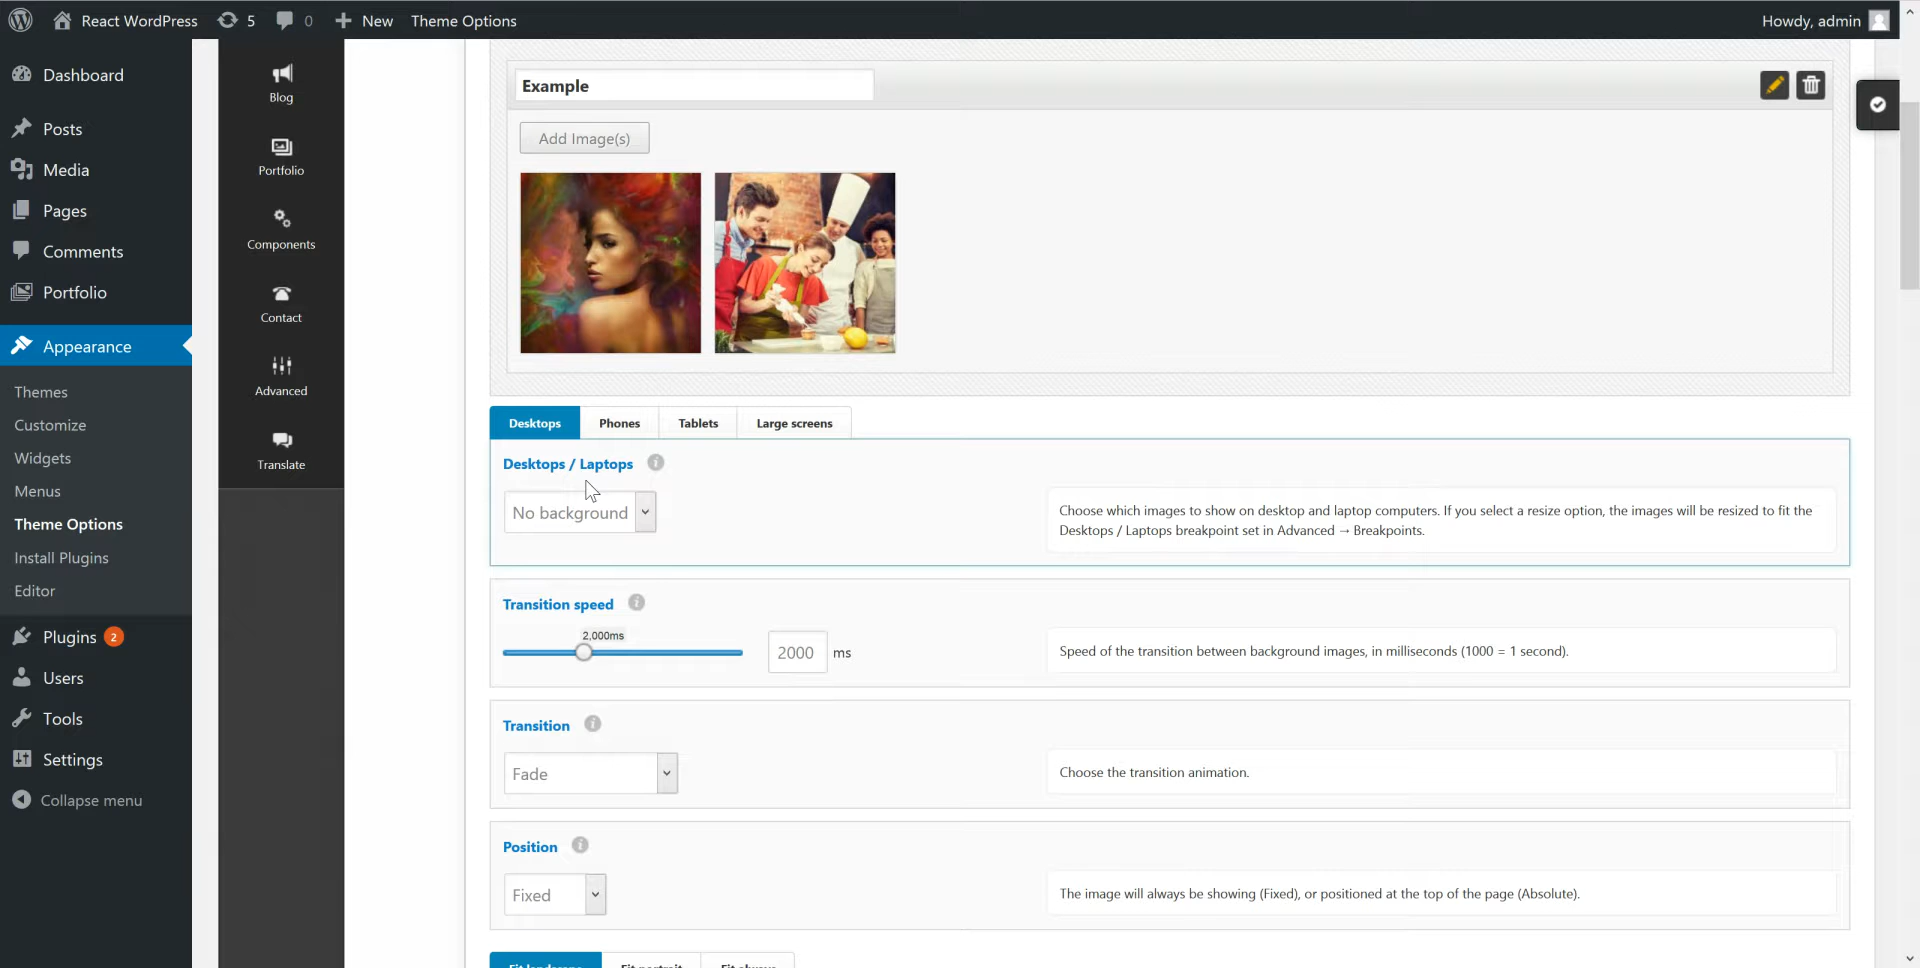 React WordPress 5 0 New Theme Options Howdy, admin
Dashboard
Posts
Media
Pages
Comments
Portfolio
Appearance
Themes
Customize
Widgets
Menus
Theme Options
Install Plugins
Editor
Plugins 2
Users
Tools
Settings
Collapse menu
Blog
Portfolio
Components
Contact
Advanced
Translate
Example
Add Image(s)
Desktops Phones Tablets Large screens
Desktops / Laptops
No background
Choose which images to show on desktop and laptop computers. If you select a resize option, the images will be resized to fit the
Desktops / Laptops breakpoint set in Advanced → Breakpoints.
Transition speed
2,000ms
2000 ms
Speed of the transition between background images, in milliseconds (1000 = 1 second).
Transition
Fade
Choose the transition animation.
Position
Fixed
The image will always be showing (Fixed), or positioned at the top of the page (Absolute).
Fit landscape Fit portrait Fit always